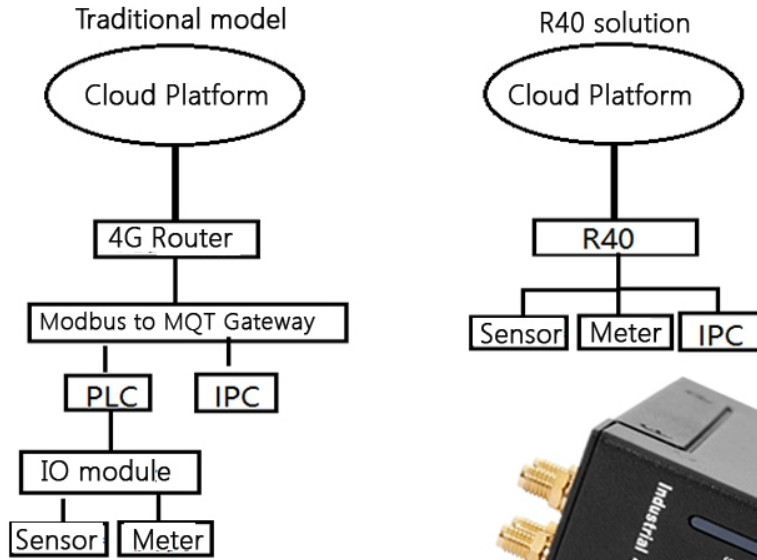 Traditional model
Cloud Platform
4G Router
Modbus to MQT Gateway
PLC
IPC
IO module
Sensor
Meter
R40 solution
Cloud Platform
R40
Sensor
Meter
IPC
Industrial